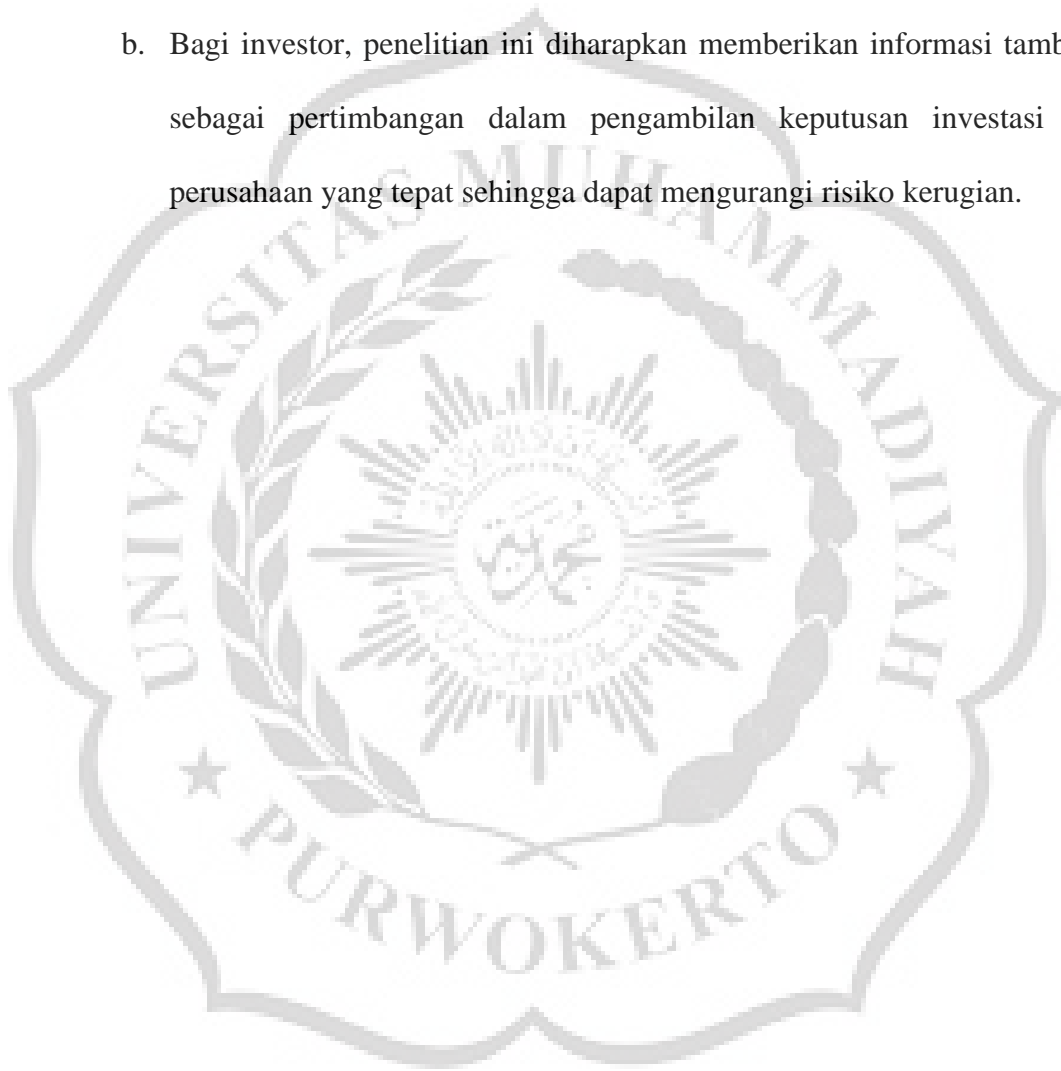 b. Bagi investor, penelitian ini diharapkan memberikan informasi tamb
sebagai pertimbangan dalam pengambilan keputusan investasi
perusahaan yang tepat sehingga dapat mengurangi risiko kerugian.
UNIVERSITAS MUHAMMADIYAH
★ PURWOKERTO ★